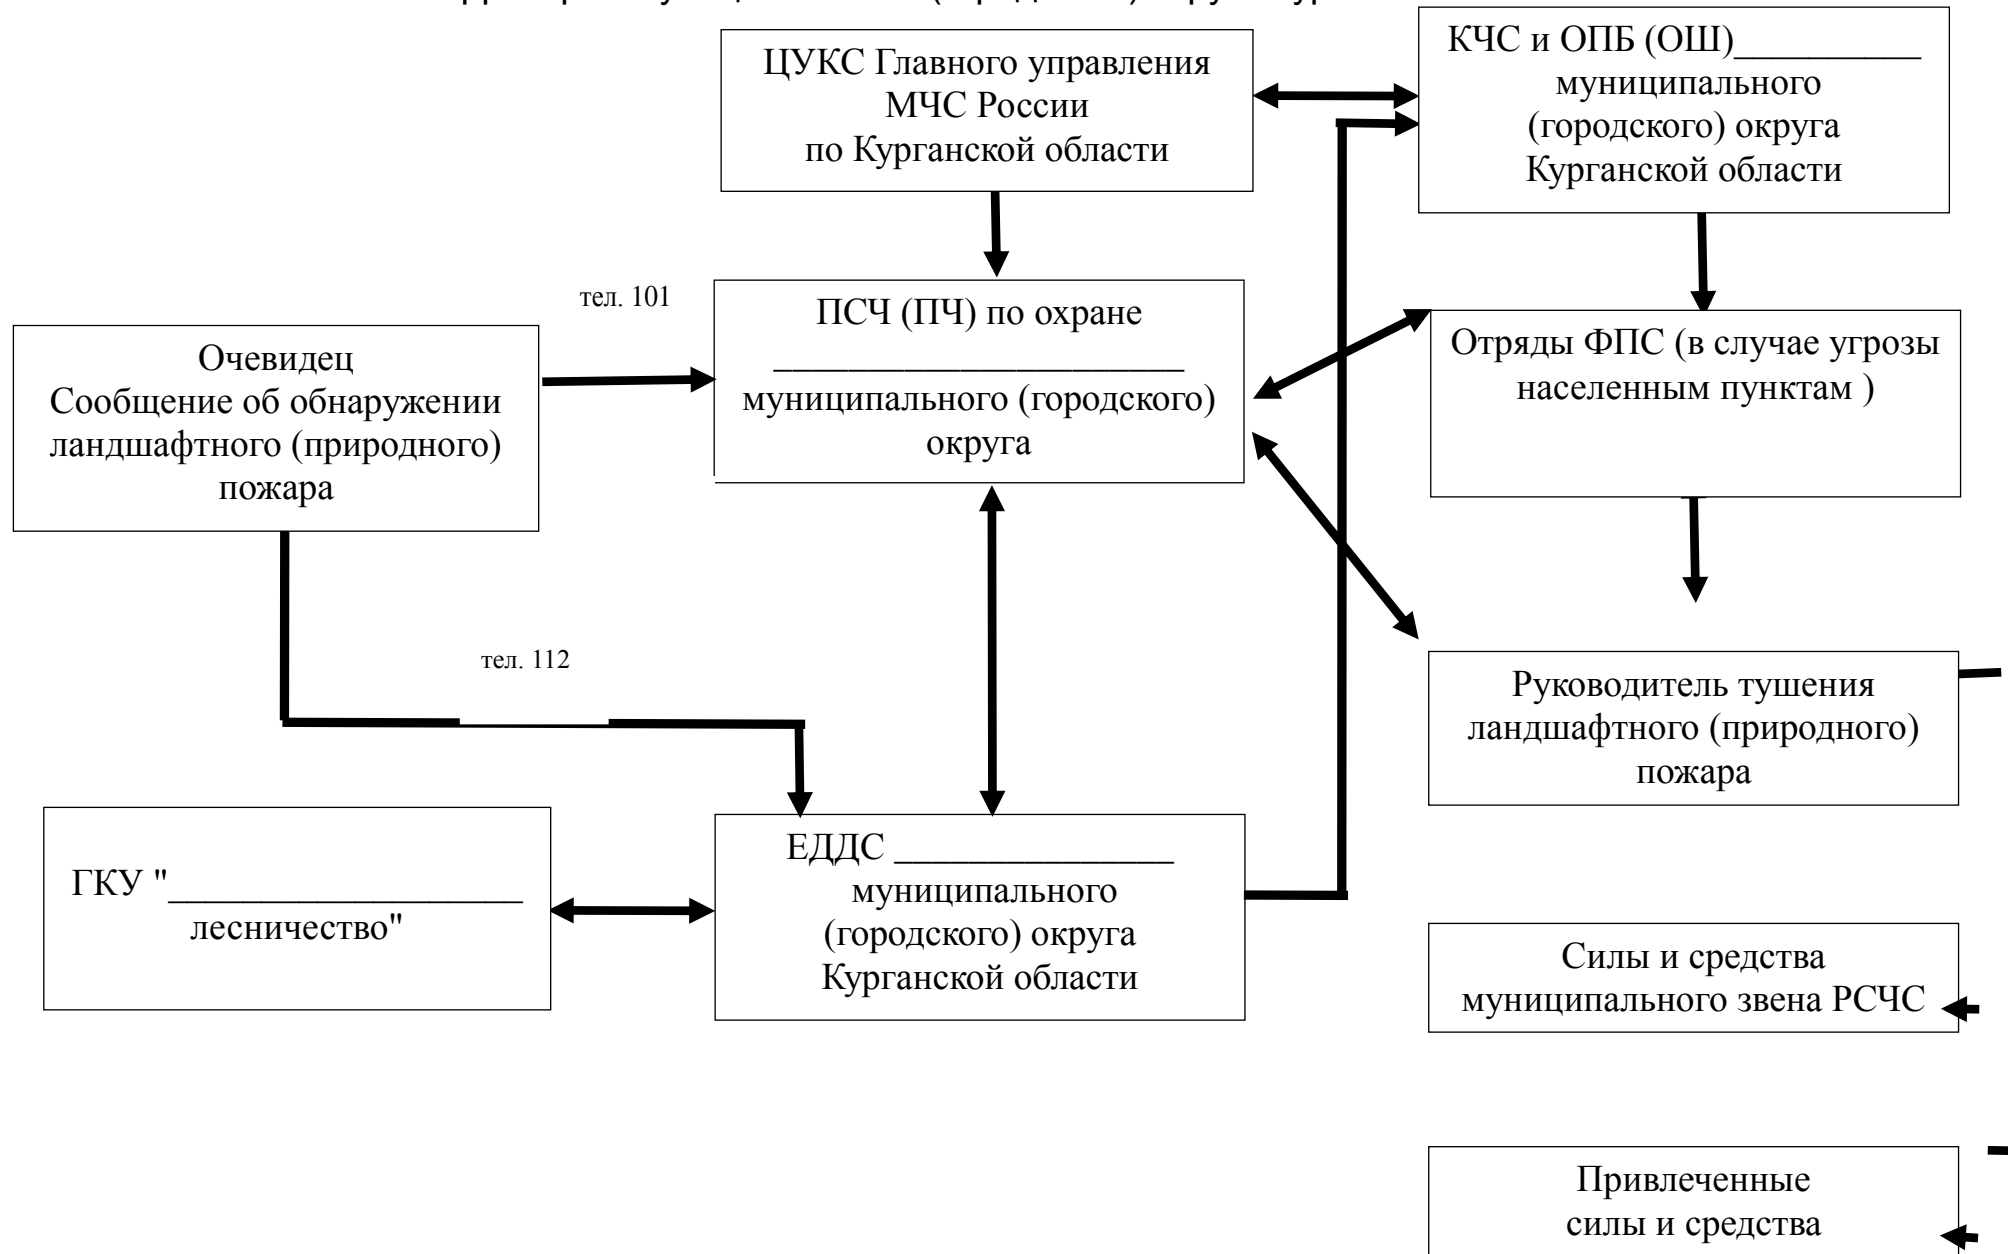 ЦУКС Главного управления
МЧС России
по Курганской области
КЧС и ОПБ (ОШ)__________
муниципального
(городского) округа
Курганской области
тел. 101
ПСЧ (ПЧ) по охране
______________________
муниципального (городского)
округа
Очевидец
Сообщение об обнаружении
ландшафтного (природного)
пожара
Отряды ФПС (в случае угрозы
населенным пунктам )
тел. 112
Руководитель тушения
ландшафтного (природного)
пожара
ГКУ "___________________
лесничество"
ЕДДС _______________
муниципального
(городского) округа
Курганской области
Силы и средства
муниципального звена РСЧС
Привлеченные
силы и средства